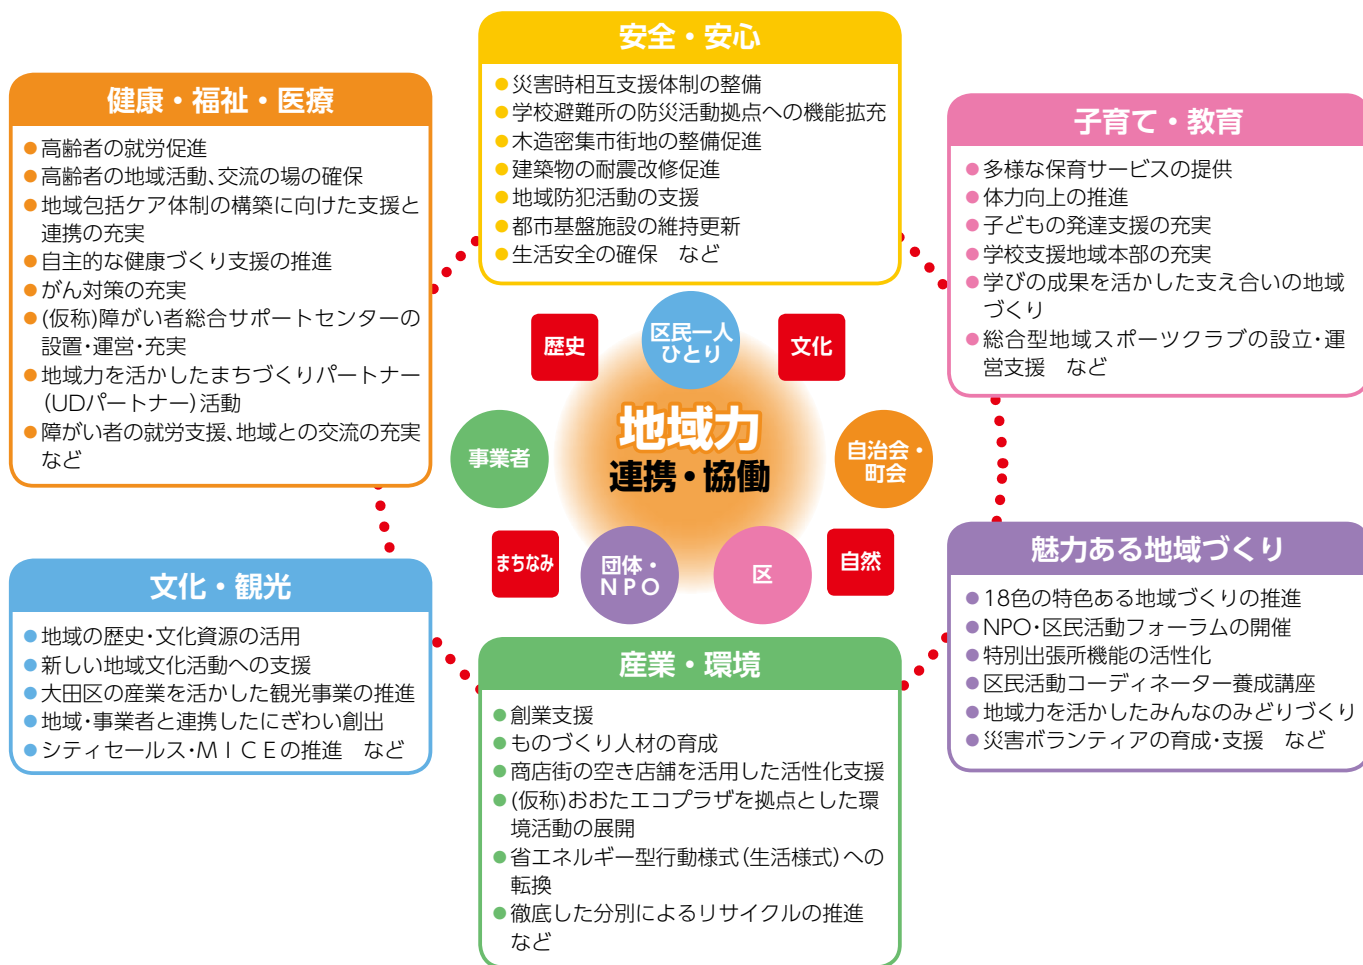 安全・安心
●災害時相互支援体制の整備
●学校避難所の防災活動拠点への機能拡充
●木造密集市街地の整備促進
●建築物の耐震改修促進
●地域防犯活動の支援
●都市基盤施設の維持更新
●生活安全の確保　など
健康・福祉・医療
●高齢者の就労促進
●高齢者の地域活動、交流の場の確保
●地域包括ケア体制の構築に向けた支援と
連携の充実
●自主的な健康づくり支援の推進
●がん対策の充実
●(仮称)障がい者総合サポートセンターの
設置・運営・充実
●地域力を活かしたまちづくりパートナー
(UDパートナー)活動
●障がい者の就労支援、地域との交流の充実
など
子育て・教育
●多様な保育サービスの提供
●体力向上の推進
●子どもの発達支援の充実
●学校支援地域本部の充実
●学びの成果を活かした支え合いの地域
づくり
●総合型地域スポーツクラブの設立・運
営支援　など
歴史
区民一人
ひとり
文化
地域力
連携・協働
事業者
自治会・
町会
まちなみ
団体・
NPO
区
自然
文化・観光
●地域の歴史・文化資源の活用
●新しい地域文化活動への支援
●大田区の産業を活かした観光事業の推進
●地域・事業者と連携したにぎわい創出
●シティセールス・MICEの推進　など
産業・環境
●創業支援
●ものづくり人材の育成
●商店街の空き店舗を活用した活性化支援
●(仮称)おおたエコプラザを拠点とした環
境活動の展開
●省エネルギー型行動様式(生活様式)への
転換
●徹底した分別によるリサイクルの推進
など
魅力ある地域づくり
●18色の特色ある地域づくりの推進
●NPO・区民活動フォーラムの開催
●特別出張所機能の活性化
●区民活動コーディネーター養成講座
●地域力を活かしたみんなのみどりづくり
●災害ボランティアの育成・支援　など